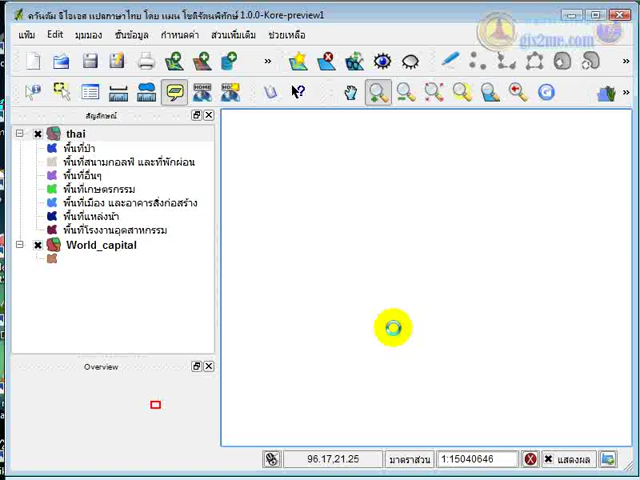 ควันตัม จีไอเอส แปลภาษาไทย โดย แมน โชติรัตนพิทักษ์ 1.0.0-Kore-preview1
gis2me.com
แฟ้ม Edit มุมมอง ชั้นข้อมูล กำหนดค่า ส่วนเพิ่มเติม ช่วยเหลือ
สัญลักษณ์
thai
พื้นที่ป่า
พื้นที่สนามกอลฟ์ และที่พักผ่อน
พื้นที่อื่นๆ
พื้นที่เกษตรกรรม
พื้นที่เมือง และอาคารสิ่งก่อสร้าง
พื้นที่แหล่งน้ำ
พื้นที่โรงงานอุตสาหกรรม
World_capital
Overview
96.17,21.25 มาตราส่วน 1:15040646 แสดงผล